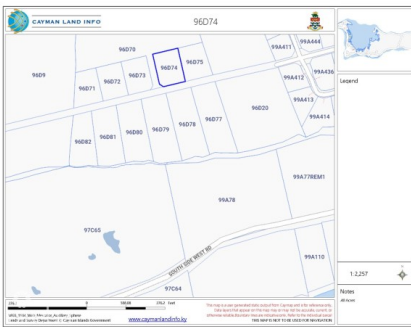 CAYMAN LAND INFO
96D74
99A444
99A411
96D70
96D75
96D74
96D9
96D73
96D72
96D71
99A412
99A436
99A413
99A414
96D20
96D77
96D78
96D79
96D80
96D81
96D82
99A77REM1
99A78
97C65
SOUTH SIDE WEST RD
99A110
97C64
Legend
1:2,257
Notes
www.caymanlandinfo.ky
THIS MAP IS NOT TO BE USED FOR NAVIGATION